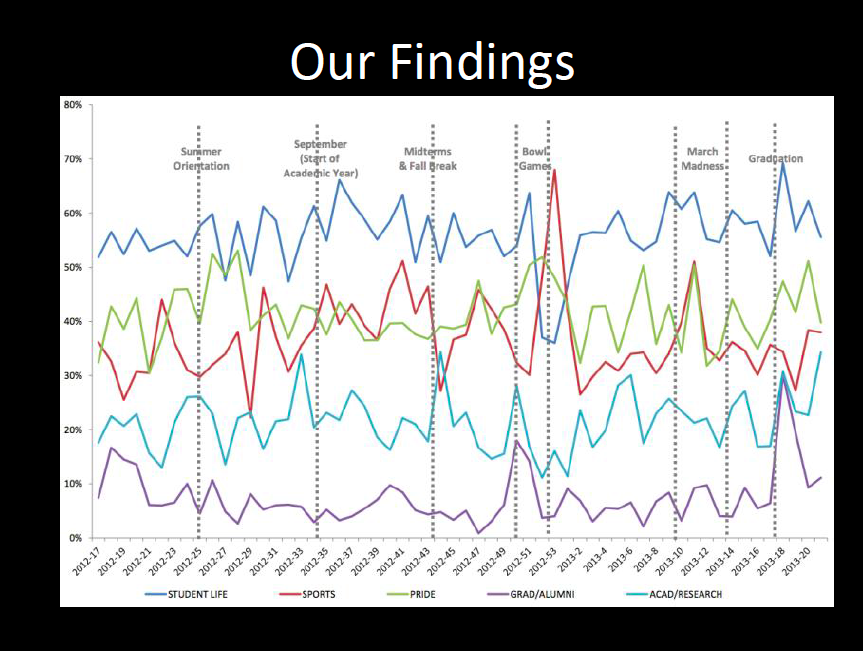 Our Findings
80%
70%
60%
50%
40%
30%
20%
10%
0%
Summer
Orientation
September
(Start of
Academic Year)
Midterms
& Fall Break
Bowl
Games
March
Madness
Graduation
2012-17
2012-19
2012-21
2012-23
2012-25
2012-27
2012-29
2012-31
2012-33
2012-35
2012-37
2012-39
2012-41
2012-43
2012-45
2012-47
2012-49
2012-51
2012-53
2013-2
2013-4
2013-6
2013-8
2013-10
2013-12
2013-14
2013-16
2013-18
2013-20
STUDENT LIFE
SPORTS
PRIDE
GRAD/ALUMNI
ACAD/RESEARCH